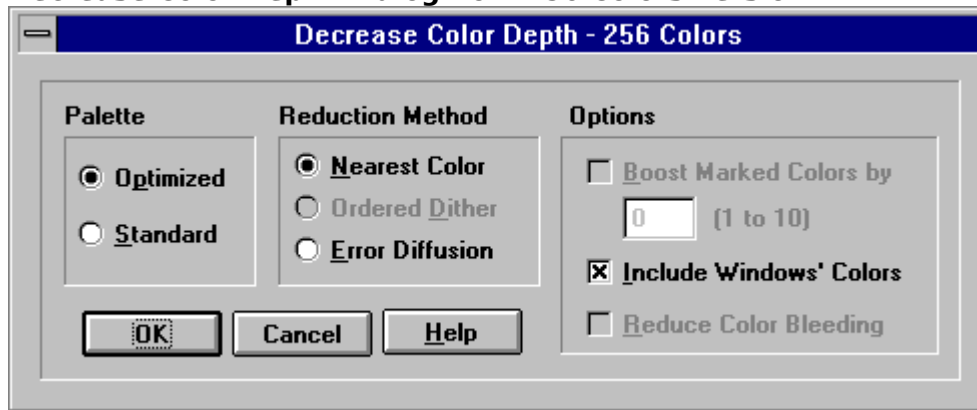 Decrease Color Depth - 256 Colors
Palette
Optimized
Standard
Reduction Method
Nearest Color
Ordered Dither
Error Diffusion
Options
Boost Marked Colors by
0 (1 to 10)
Include Windows' Colors
Reduce Color Bleeding
OK Cancel Help